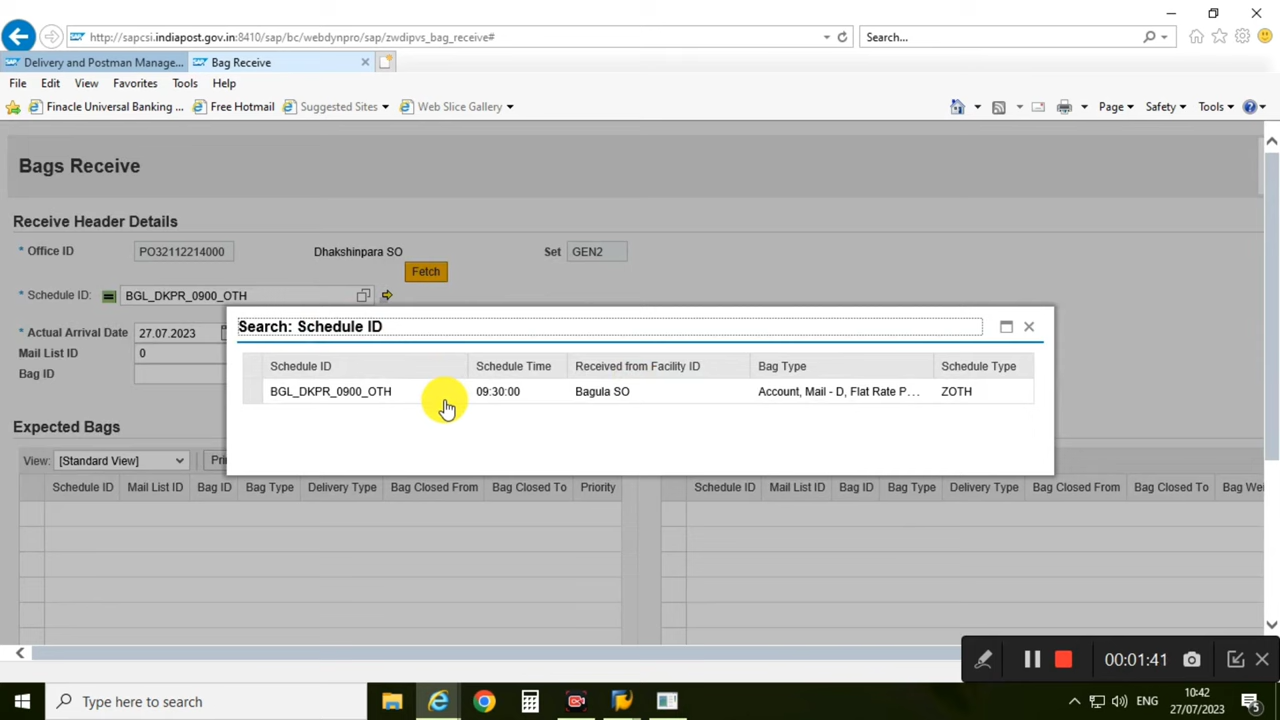 http://sapcsi.indiapost.gov.in:8410/sap/bc/webdynpro/sap/zwdipvs_bag_receive#
Search...
Delivery and Postman Manage...
Bag Receive
File Edit View Favorites Tools Help
Finacle Universal Banking ... Free Hotmail Suggested Sites Web Slice Gallery
Page Safety Tools
Bags Receive
Receive Header Details
* Office ID PO32112214000 Dhakshinpara SO Set GEN2
Fetch
* Schedule ID: BGL_DKPR_0900_OTH
* Actual Arrival Date 27.07.2023
Mail List ID 0
Bag ID
Search: Schedule ID
Schedule ID Schedule Time Received from Facility ID Bag Type Schedule Type
BGL_DKPR_0900_OTH 09:30:00 Bagula SO Account, Mail - D, Flat Rate P... ZOTH
Expected Bags
View: [Standard View]
Schedule ID Mail List ID Bag ID Bag Type Delivery Type Bag Closed From Bag Closed To Priority
Schedule ID Mail List ID Bag ID Bag Type Delivery Type Bag Closed From Bag Closed To
00:01:41
Type here to search
ENG
10:42
27/07/2023
5